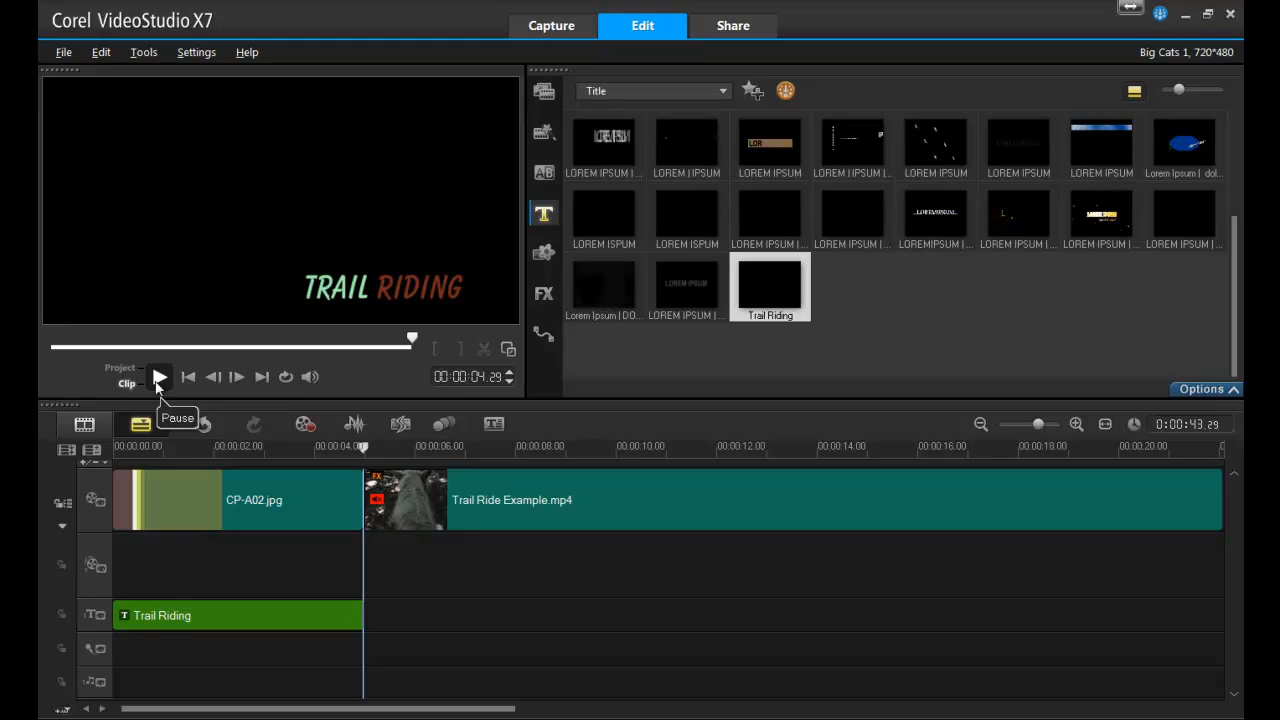 Corel VideoStudio X7
Capture
Edit
Share
File
Edit
Tools
Settings
Help
Big Cats 1, 720*480
Title
LOREM IPSUM |...
LOREM | IPSUM
LOREM IPSUM
LOREM | IPSUM |...
LOREM IPSUM
LOREM IPSUM
LOREM IPSUM
Lorem Ipsum | dol...
LOREM ISPUM
LOREM ISPUM
LOREM IPSUM |...
LOREM IPSUM |...
LOREMIPSUM |...
LOREM IPSUM |...
LOREM IPSUM |...
LOREM IPSUM |...
Lorem Ipsum | DO...
LOREM IPSUM |...
Trail Riding
TRAIL RIDING
AB
T
FX
Project
Clip
00:00:04.29
Options
Pause
0:00:43.29
00:00:00.00
00:00:02.00
00:00:04.0
00:00:06.00
00:00:08.00
00:00:10.00
00:00:12.00
00:00:14.00
00:00:16.00
00:00:18.00
00:00:20.00
CP-A02.jpg
FX
Trail Ride Example.mp4
T Trail Riding